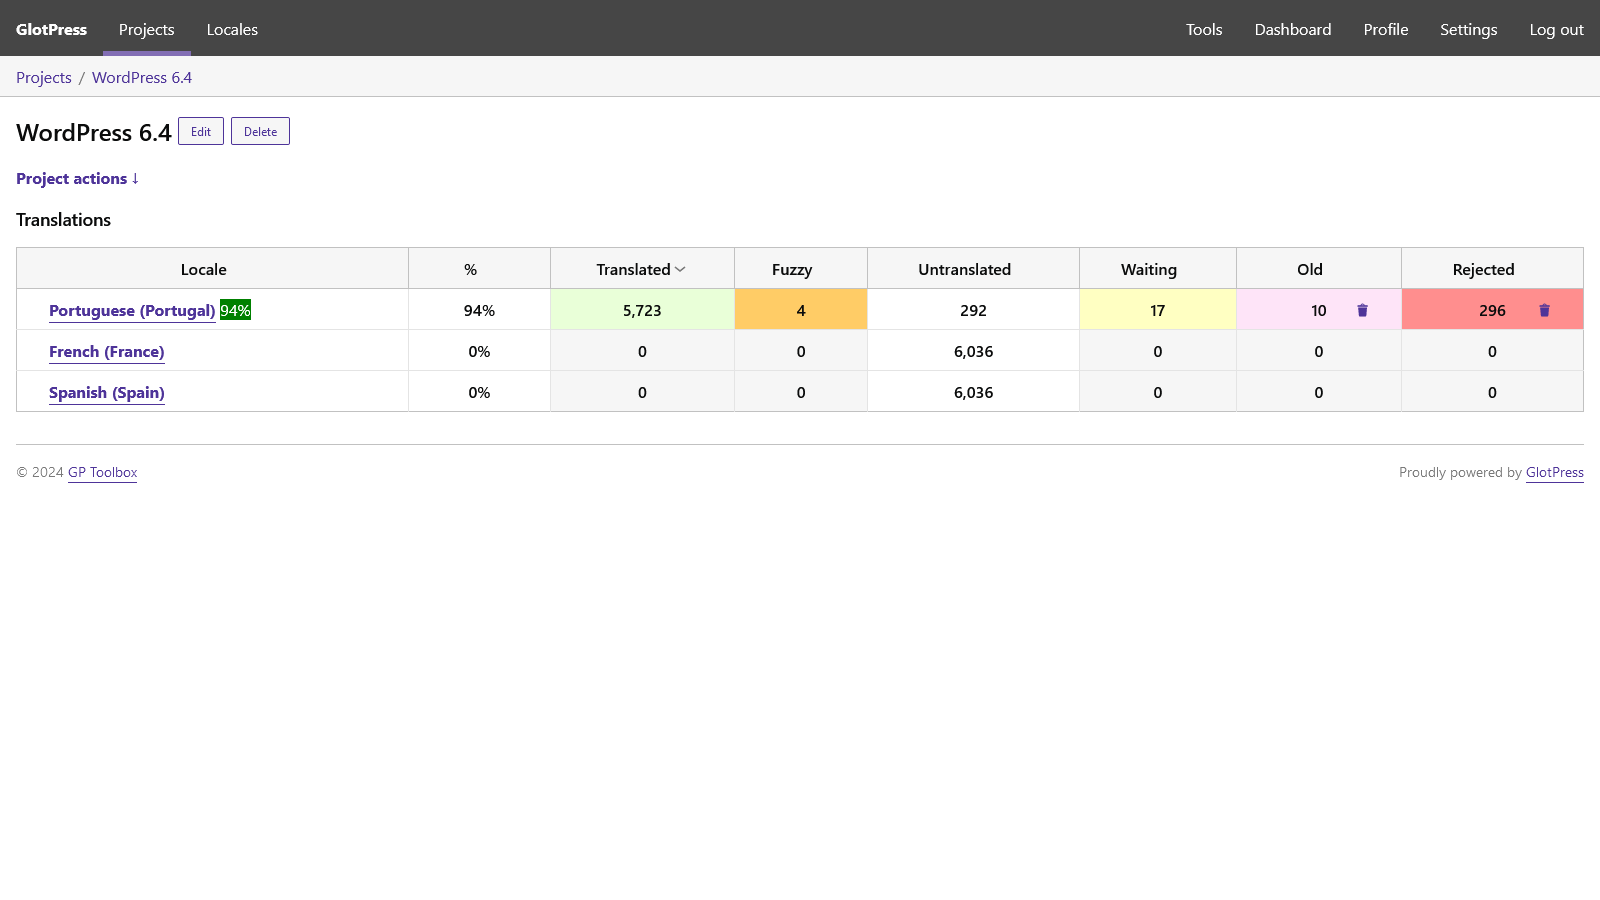 GlotPress Projects Locales Tools Dashboard Profile Settings Log out
Projects / WordPress 6.4
WordPress 6.4 Edit Delete
Project actions ↓
Translations
Locale % Translated Fuzzy Untranslated Waiting Old Rejected
Portuguese (Portugal) 94% 94% 5,723 4 292 17 10 296
French (France) 0% 0 0 6,036 0 0 0
Spanish (Spain) 0% 0 0 6,036 0 0 0
© 2024 GP Toolbox Proudly powered by GlotPress